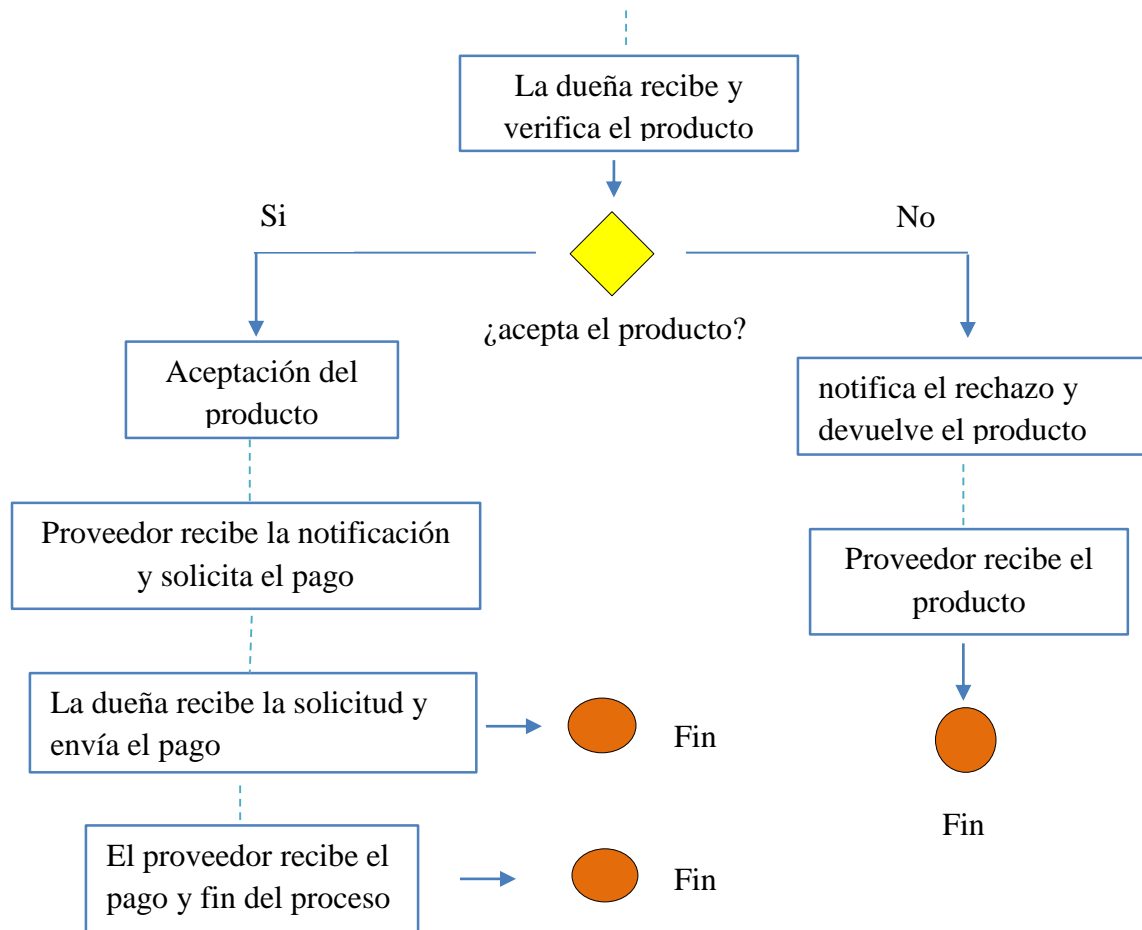 La dueña recibe y
verifica el producto
Si
No
¿acepta el producto?
Aceptación del
producto
notifica el rechazo y
devuelve el producto
Proveedor recibe la notificación
y solicita el pago
Proveedor recibe el
producto
La dueña recibe la solicitud y
envía el pago
Fin
Fin
El proveedor recibe el
pago y fin del proceso
Fin